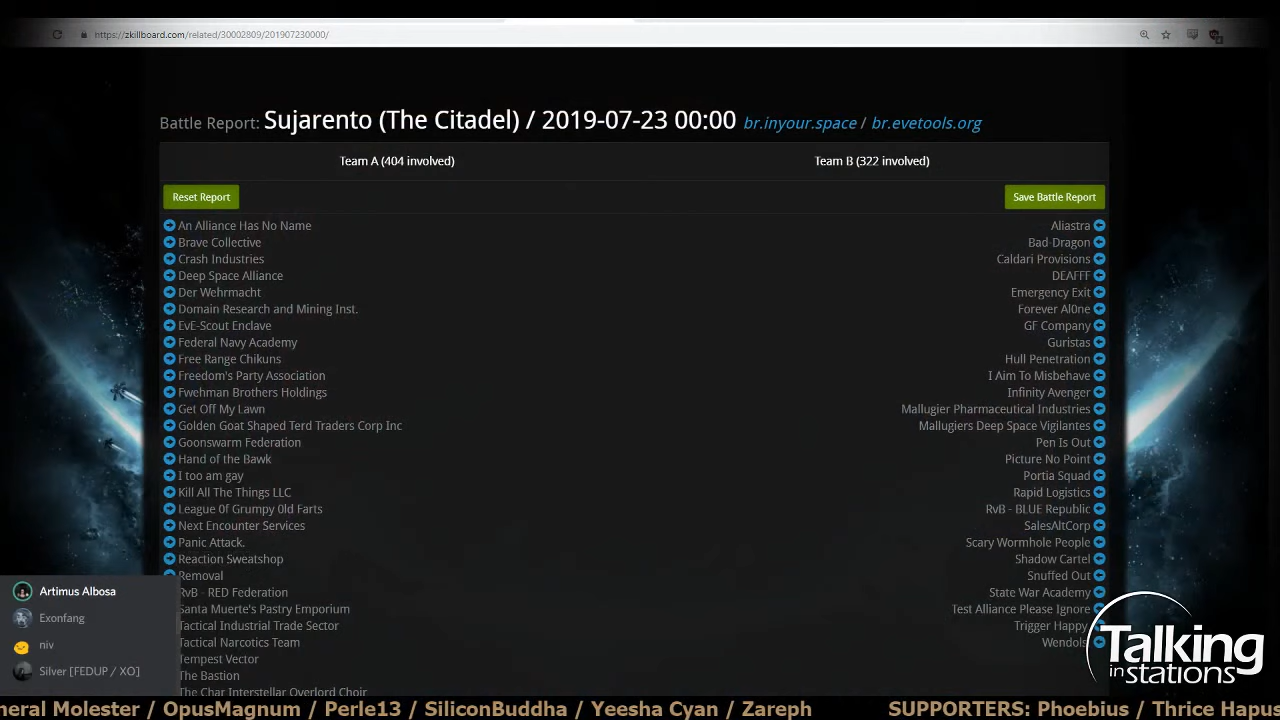 https://zkillboard.com/related/30002809/201907230000/
Battle Report: Sujarento (The Citadel) / 2019-07-23 00:00 br.inyour.space / br.evetools.org
Team A (404 involved)
Team B (322 involved)
Reset Report
Save Battle Report
An Alliance Has No Name
Brave Collective
Crash Industries
Deep Space Alliance
Der Wehrmacht
Domain Research and Mining Inst.
EvE-Scout Enclave
Federal Navy Academy
Free Range Chikuns
Freedom's Party Association
Fwehman Brothers Holdings
Get Off My Lawn
Golden Goat Shaped Terd Traders Corp Inc
Goonswarm Federation
Hand of the Bawk
I too am gay
Kill All The Things LLC
League 0f Grumpy 0ld Farts
Next Encounter Services
Panic Attack.
Reaction Sweatshop
Removal
RvB - RED Federation
Santa Muerte's Pastry Emporium
Tactical Industrial Trade Sector
Tactical Narcotics Team
Tempest Vector
The Bastion
The Char Interstellar Overlord Choir
Aliastra
Bad-Dragon
Caldari Provisions
DEAFFF
Emergency Exit
Forever Al0ne
GF Company
Guristas
Hull Penetration
I Aim To Misbehave
Infinity Avenger
Mallugier Pharmaceutical Industries
Mallugiers Deep Space Vigilantes
Pen Is Out
Picture No Point
Portia Squad
Rapid Logistics
RvB - BLUE Republic
SalesAltCorp
Scary Wormhole People
Shadow Cartel
Snuffed Out
State War Academy
Test Alliance Please Ignore
Trigger Happy
Wendols
Artimus Albosa
Exonfang
niv
Silver [FEDUP / XO]
Talking
in stations
neral Molester / OpusMagnum / Perle13 / SiliconBuddha / Yeesha Cyan / Zareph SUPPORTERS: Phoebius / Thrice Hapus